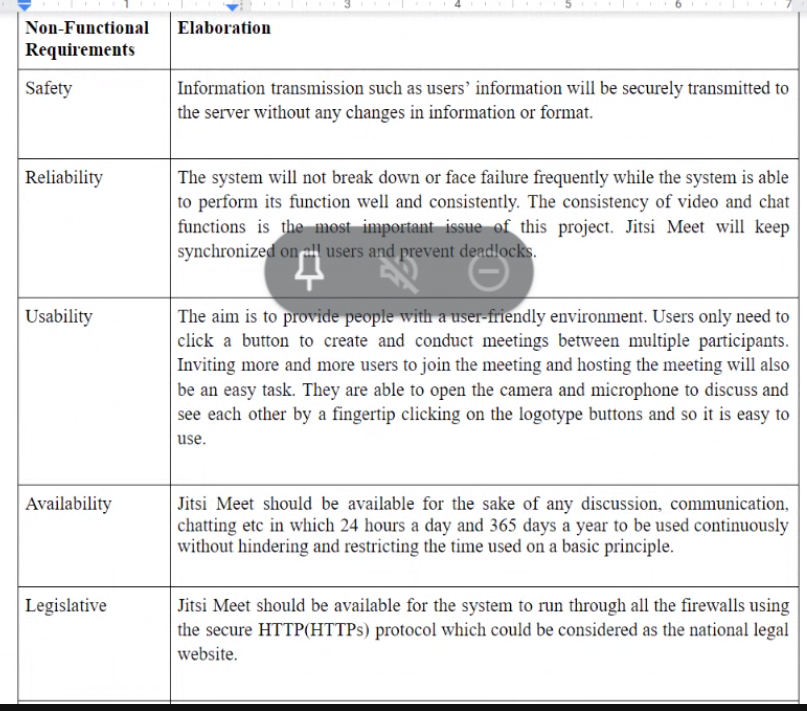 1 3 4 5 6 7
Non-Functional Requirements
Elaboration
Safety
Information transmission such as users' information will be securely transmitted to
the server without any changes in information or format.
Reliability
The system will not break down or face failure frequently while the system is able
to perform its function well and consistently. The consistency of video and chat
functions is the most important issue of this project. Jitsi Meet will keep
synchronized on all users and prevent deadlocks.
Usability
The aim is to provide people with a user-friendly environment. Users only need to
click a button to create and conduct meetings between multiple participants.
Inviting more and more users to join the meeting and hosting the meeting will also
be an easy task. They are able to open the camera and microphone to discuss and
see each other by a fingertip clicking on the logotype buttons and so it is easy to
use.
Availability
Jitsi Meet should be available for the sake of any discussion, communication,
chatting etc in which 24 hours a day and 365 days a year to be used continuously
without hindering and restricting the time used on a basic principle.
Legislative
Jitsi Meet should be available for the system to run through all the firewalls using
the secure HTTP(HTTPs) protocol which could be considered as the national legal
website.